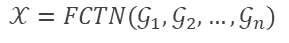 𝒳 = FCTN(𝒢₁, 𝒢₂, …, 𝒢ₙ)